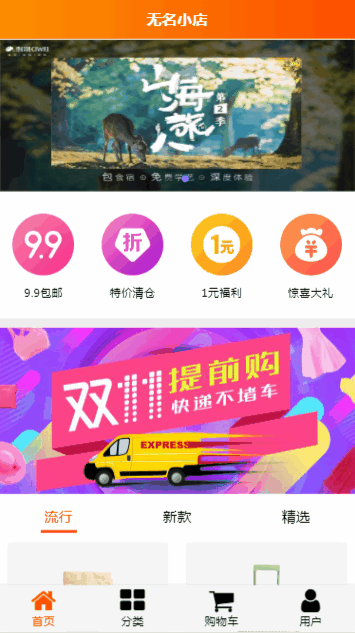 无名小店
山海旅人
第2季
包食宿 免费学艺 深度体验
9.9
折
1元
¥
9.9包邮
特价清仓
1元福利
惊喜大礼
双11
提前购
快递不堵车
EXPRESS
流行
新款
精选
首页
分类
购物车
用户